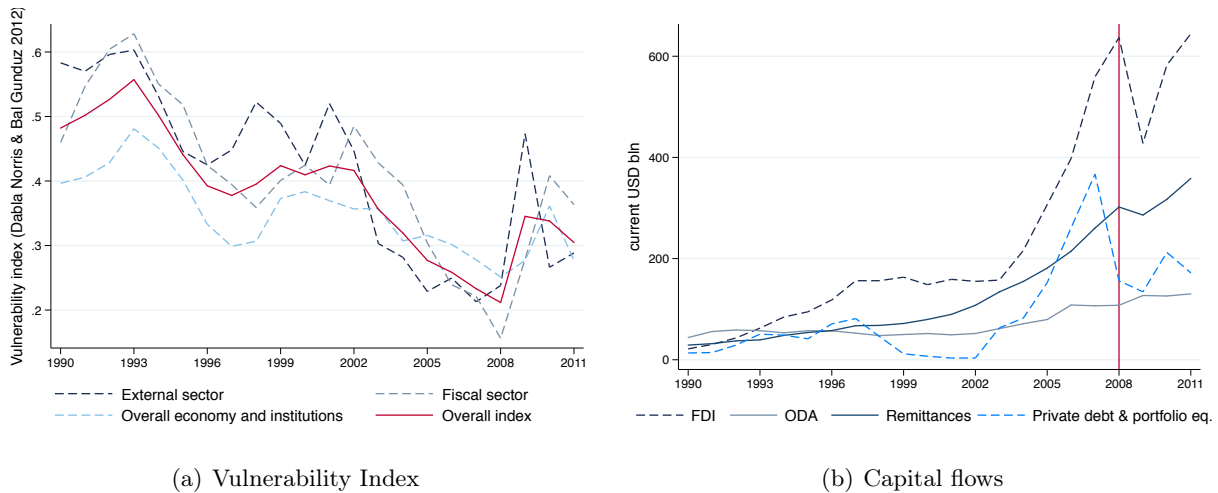 Vulnerability index (Dabla Norris & Bal Gunduz 2012)
.6
.5
.4
.3
.2
1990 1993 1996 1999 2002 2005 2008 2011
External sector Fiscal sector
Overall economy and institutions Overall index
(a) Vulnerability Index
current USD bln
600
400
200
0
1990 1993 1996 1999 2002 2005 2008 2011
FDI ODA Remittances Private debt & portfolio eq.
(b) Capital flows